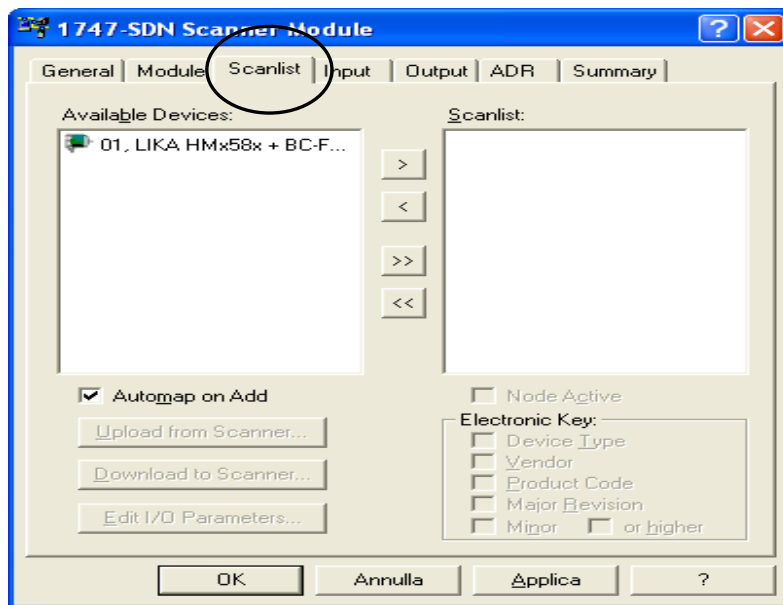 1747-SDN Scanner Module
General Module Scanlist Input Output ADR Summary
Available Devices:
Scanlist:
01, LIKA HMx58x + BC-F...
>
<
>>
<<
Automap on Add
Node Active
Upload from Scanner...
Electronic Key:
Device Type
Vendor
Download to Scanner...
Product Code
Major Revision
Edit I/O Parameters...
Minor or higher
OK Annulla Applica ?